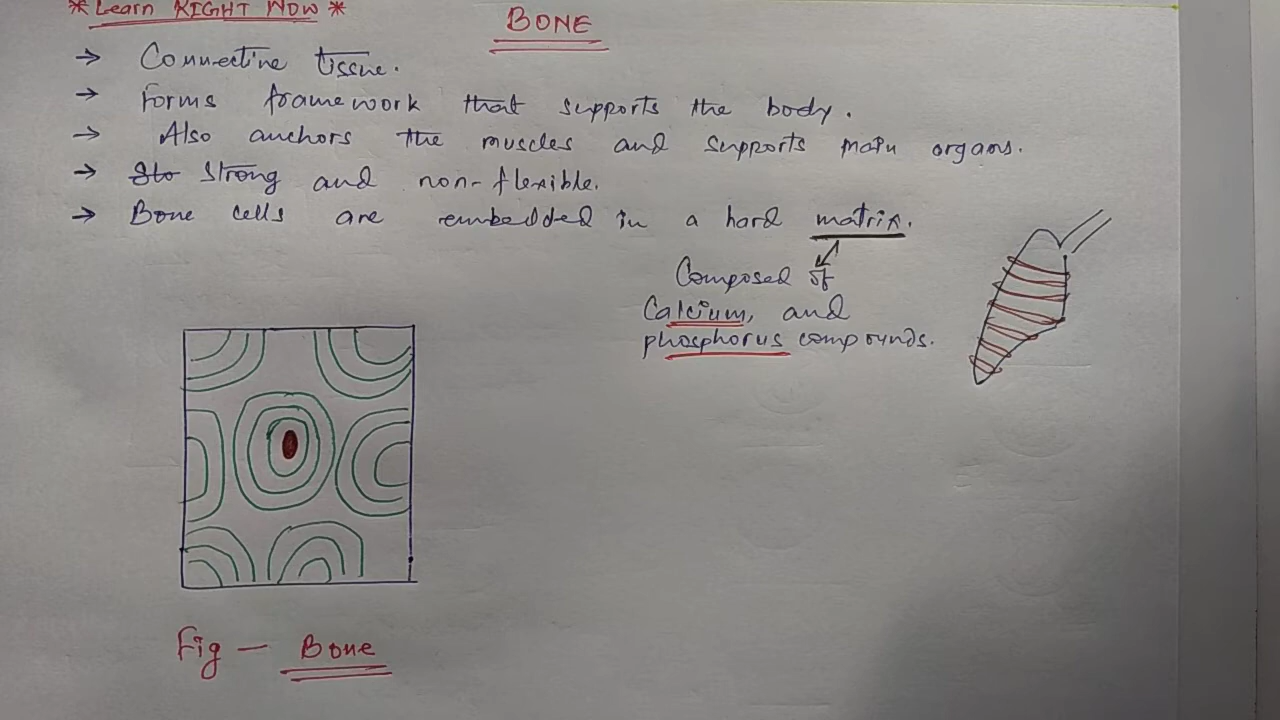 *Learn RIGHT NOW*
BONE
→ Connective tissue.
→ Forms framework that supports the body.
→ Also anchors the muscles and supports main organs.
→ Sto Strong and non-flexible.
→ Bone cells are embedded in a hard matrix.
Composed of
Calcium, and
phosphorus compounds.
Fig — Bone